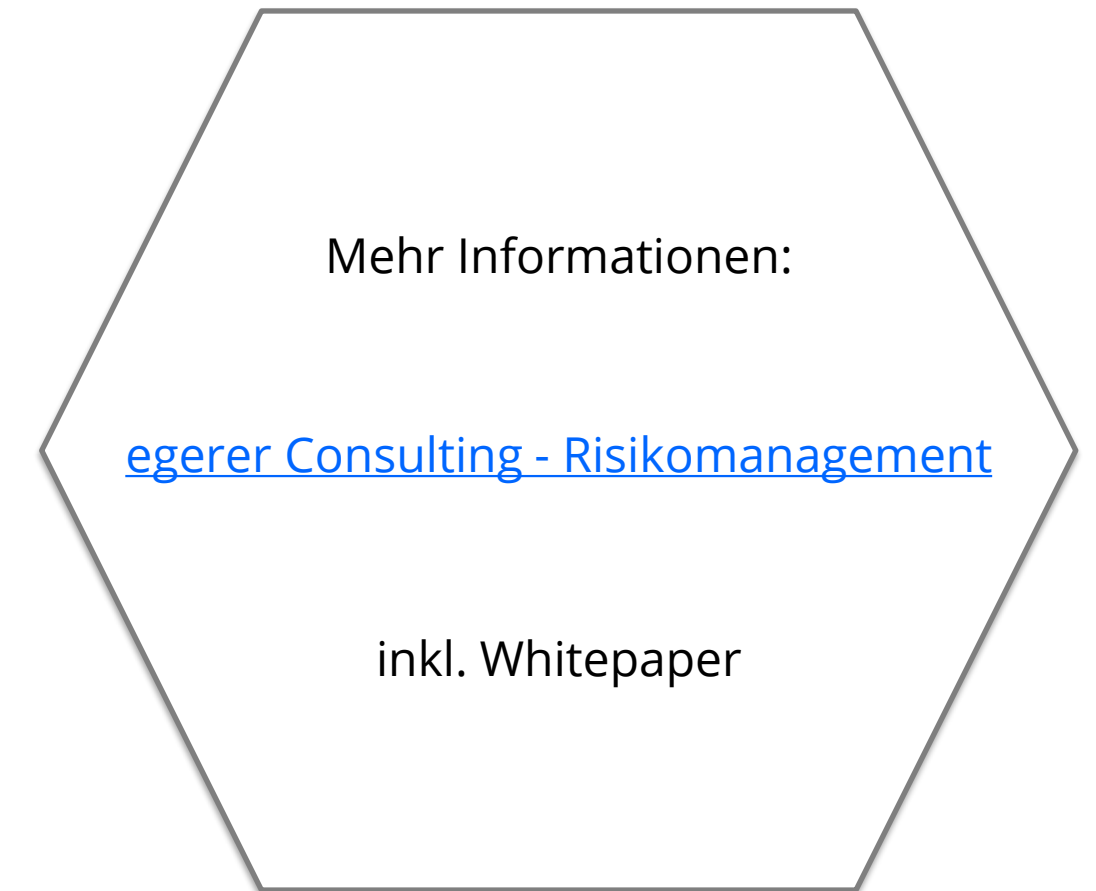 Mehr Informationen:
egerer Consulting - Risikomanagement
inkl. Whitepaper